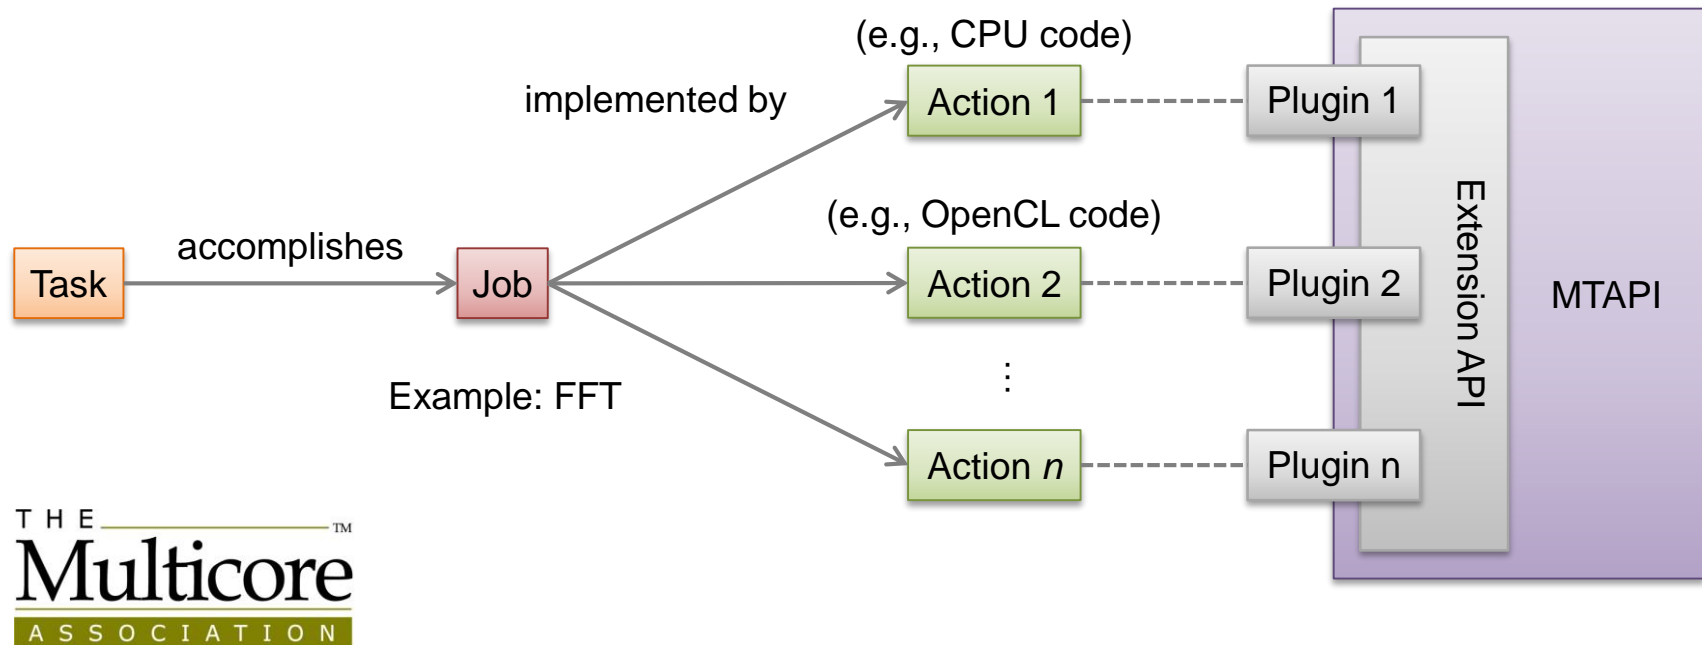 (e.g., CPU code)
implemented by
Action 1
Plugin 1
(e.g., OpenCL code)
accomplishes
Task
Job
Action 2
Plugin 2
Extension API
MTAPI
⋮
Example: FFT
Action n
Plugin n
THE
TM
Multicore
ASSOCIATION